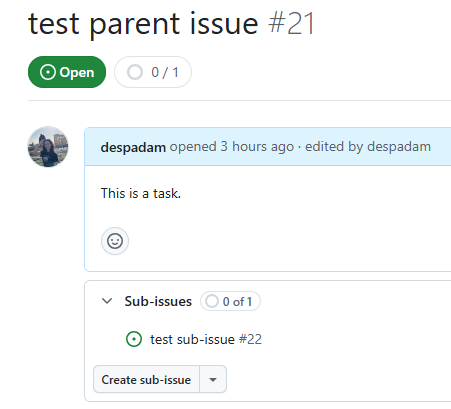 test parent issue #21
Open 0 / 1
despadam opened 3 hours ago · edited by despadam
This is a task.
Sub-issues 0 of 1
test sub-issue #22
Create sub-issue